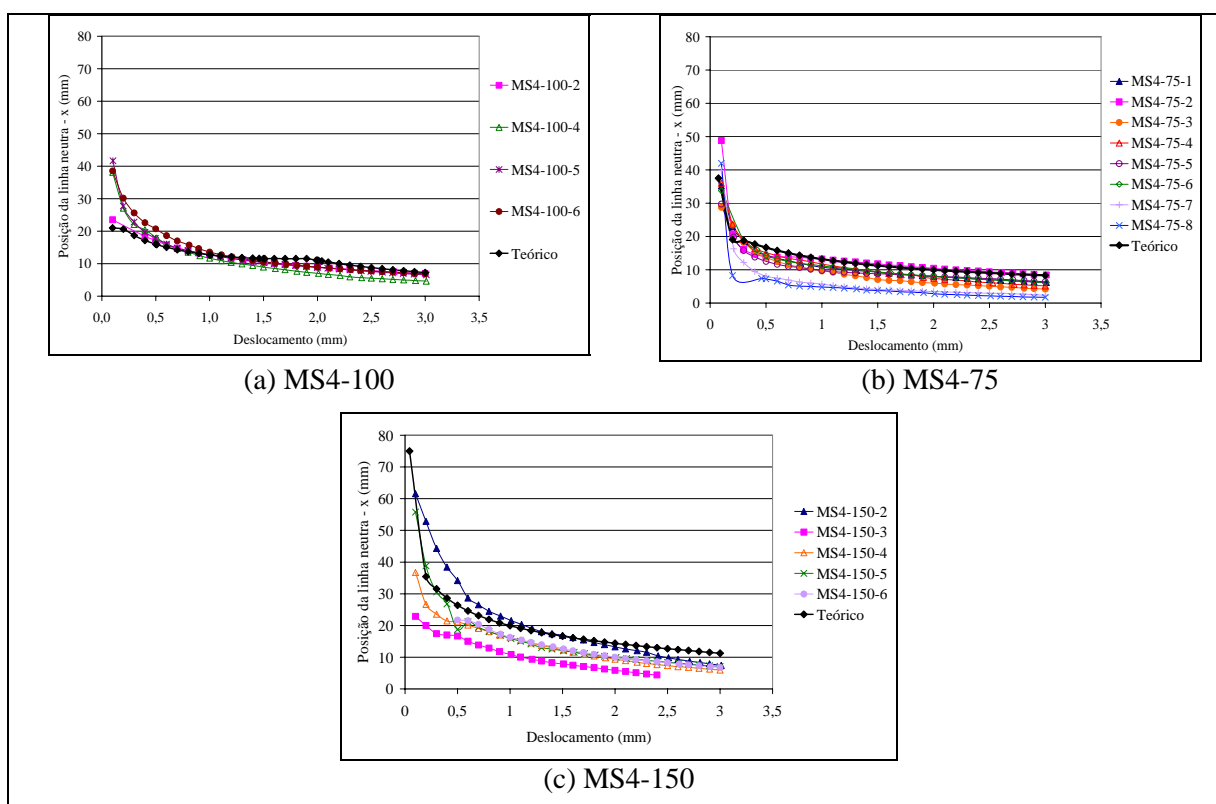 Posição da linha neutra - x (mm)
80
70
60
50
40
30
20
10
0
0,0 0,5 1,0 1,5 2,0 2,5 3,0 3,5
Deslocamento (mm)
MS4-100-2
MS4-100-4
MS4-100-5
MS4-100-6
Teórico
(a) MS4-100
Posição da linha neutra - x (mm)
80
70
60
50
40
30
20
10
0
0 0,5 1 1,5 2 2,5 3 3,5
Deslocamento (mm)
MS4-75-1
MS4-75-2
MS4-75-3
MS4-75-4
MS4-75-5
MS4-75-6
MS4-75-7
MS4-75-8
Teórico
(b) MS4-75
Posição da linha neutra - x (mm)
80
70
60
50
40
30
20
10
0
0 0,5 1 1,5 2 2,5 3 3,5
Deslocamento (mm)
MS4-150-2
MS4-150-3
MS4-150-4
MS4-150-5
MS4-150-6
Teórico
(c) MS4-150